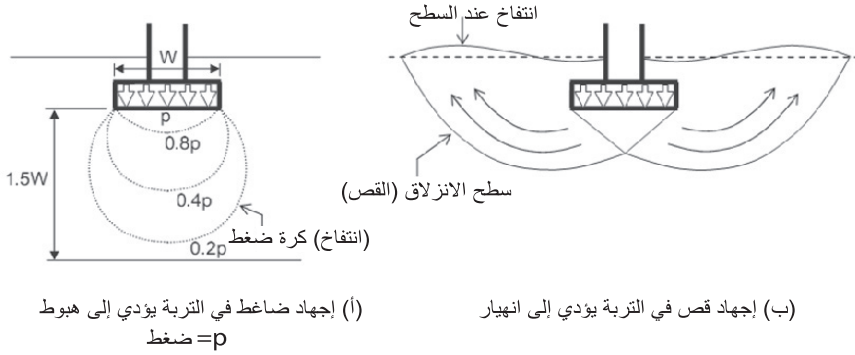 انتفاخ عند السطح
W
p
0.8p
0.4p
0.2p
1.5W
(انتفاخ) كرة ضغط
سطح الانزلاق (القص)
(أ) إجهاد ضاغط في التربة يؤدي إلى هبوط
p= ضغط
(ب) إجهاد قص في التربة يؤدي إلى انهيار